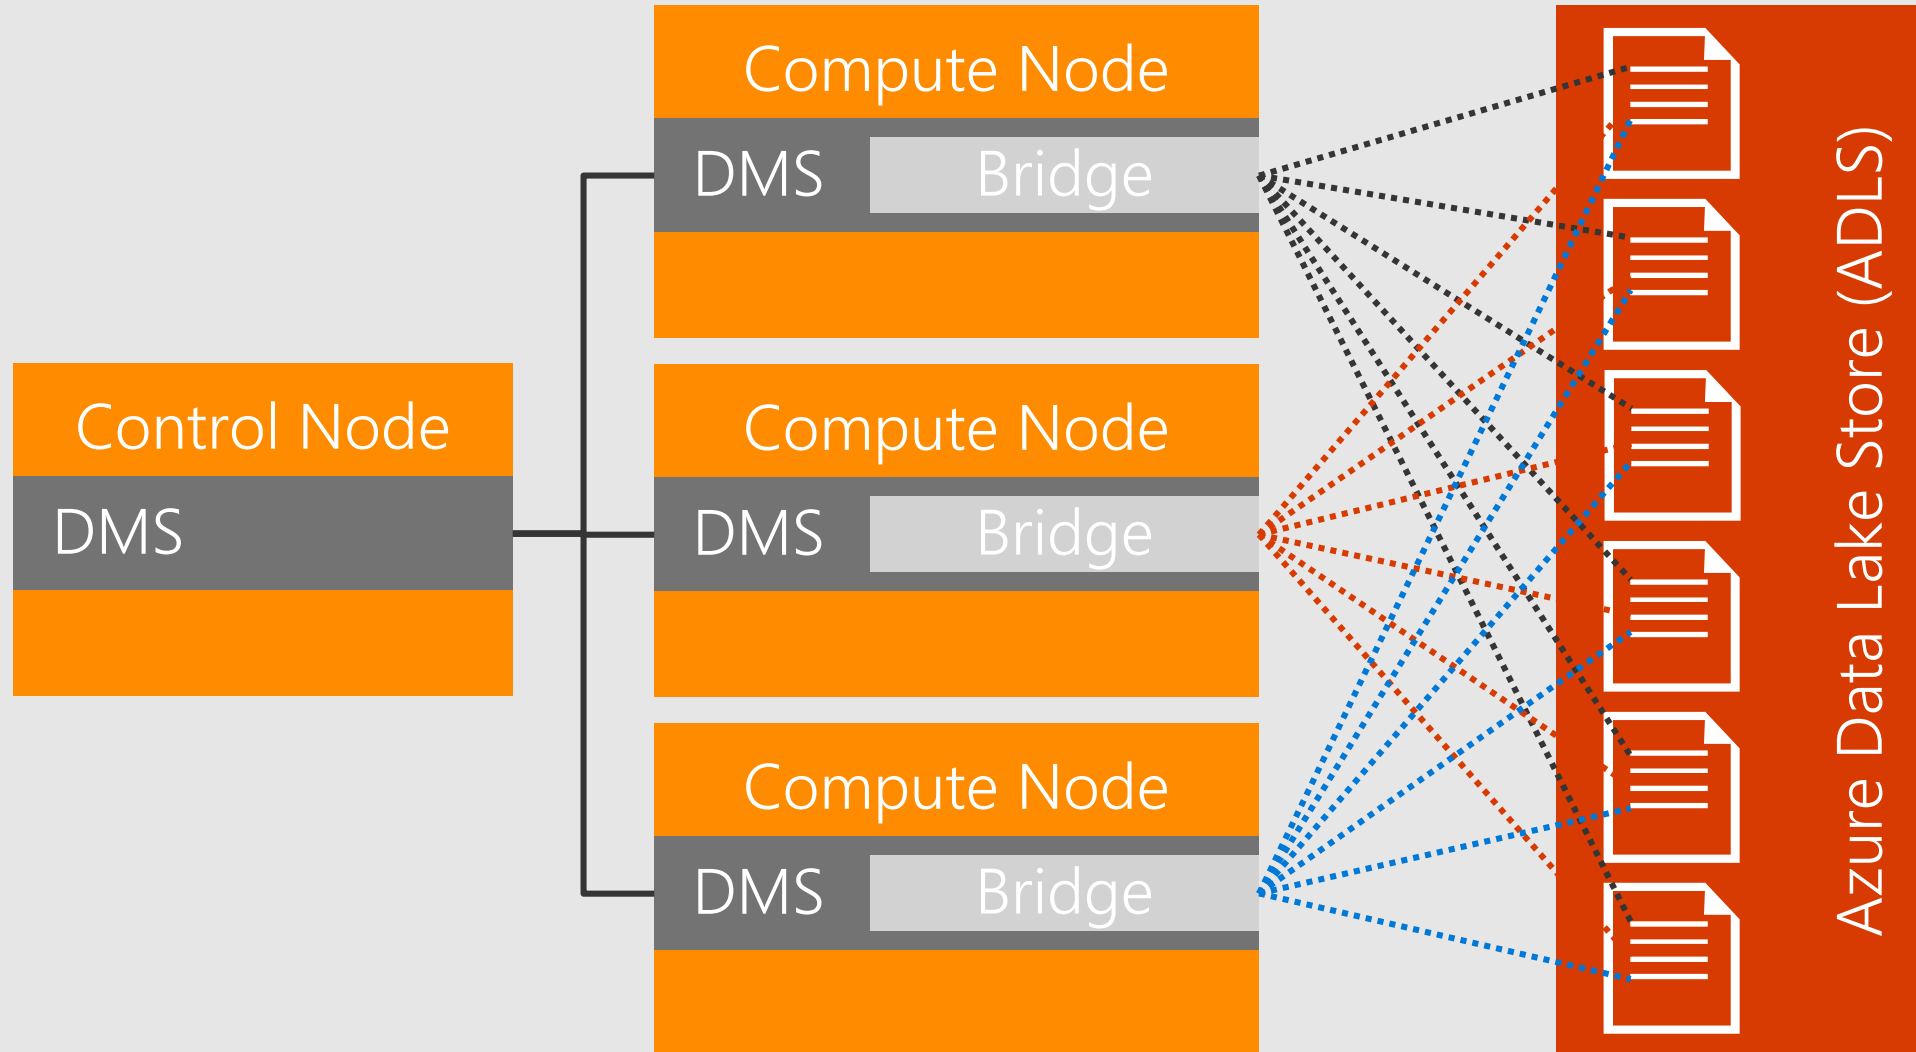 Control Node
DMS
Compute Node
DMS
Bridge
Compute Node
DMS
Bridge
Compute Node
DMS
Bridge
Azure Data Lake Store (ADLS)